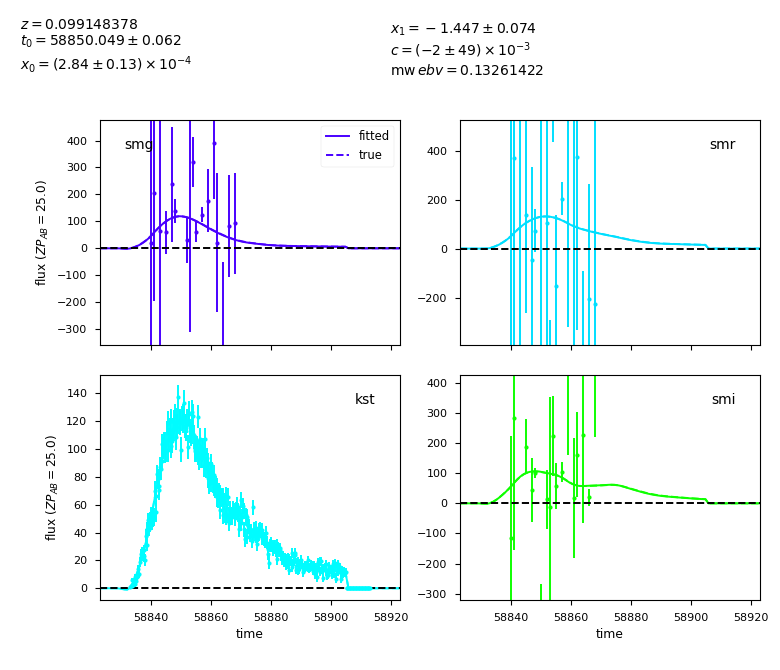 z = 0.099148378
t0 = 58850.049 ± 0.062
x0 = (2.84 ± 0.13) × 10^−4
x1 = −1.447 ± 0.074
c = (−2 ± 49) × 10^−3
mw ebv = 0.13261422
smg
fitted
true
400
300
200
100
0
−100
−200
−300
flux (ZP_AB = 25.0)
smr
400
200
0
−200
kst
140
120
100
80
60
40
20
0
flux (ZP_AB = 25.0)
58840 58860 58880 58900 58920
time
smi
400
300
200
100
0
−100
−200
−300
58840 58860 58880 58900 58920
time